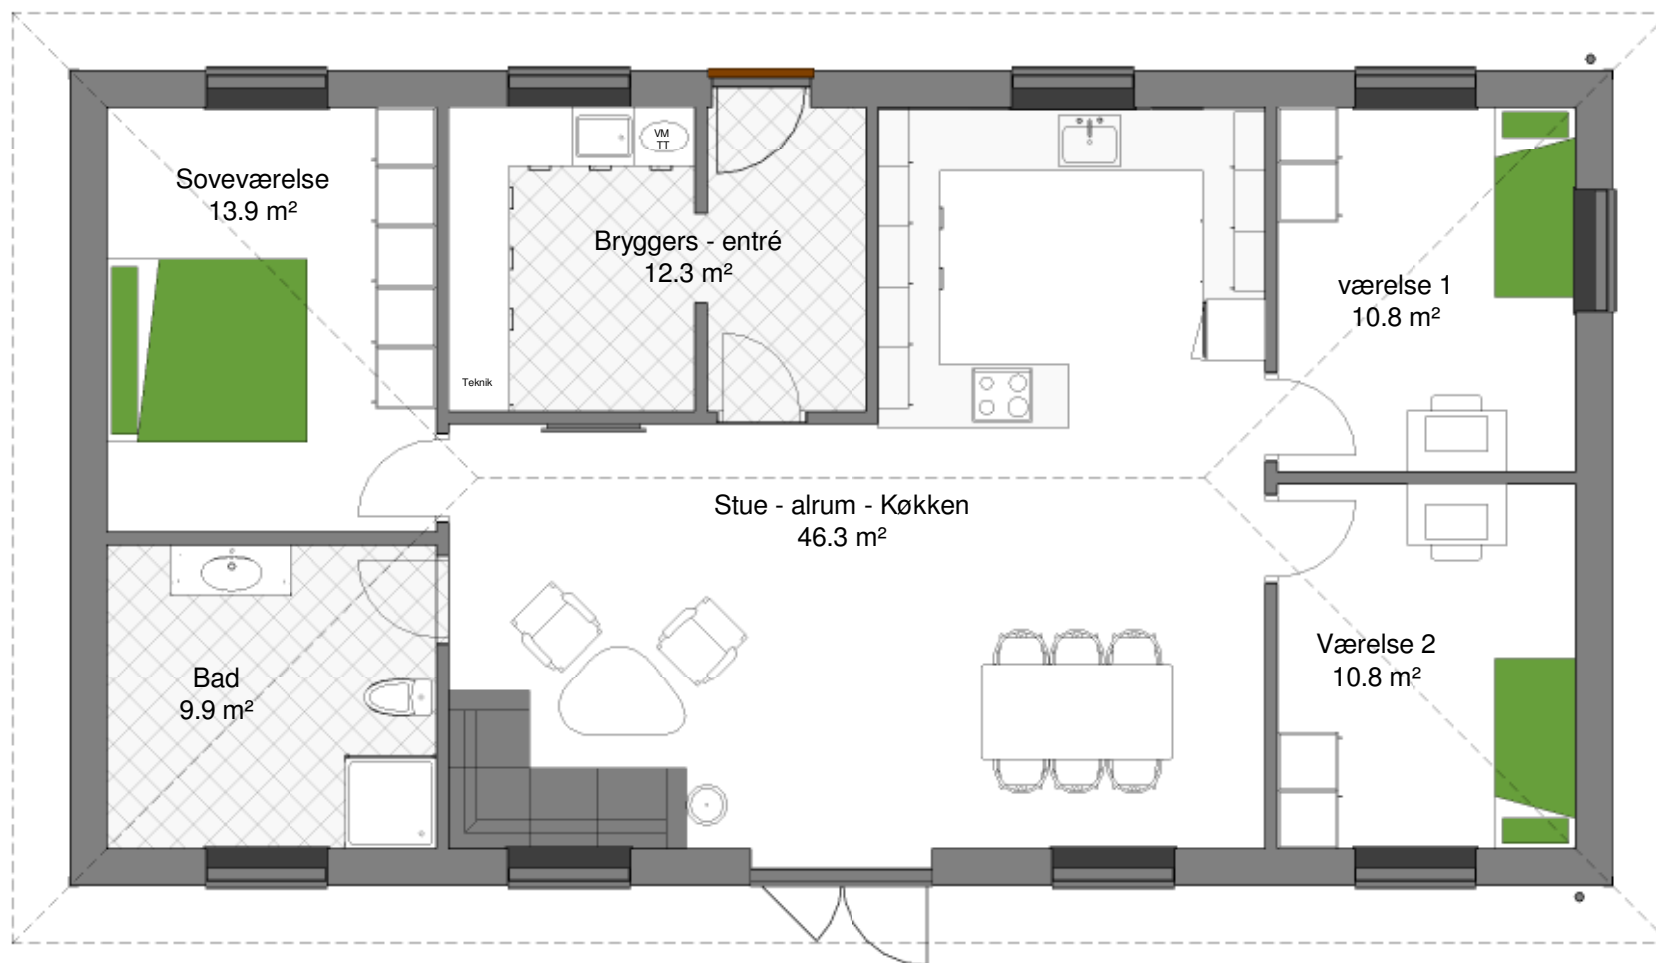 VM
TT
Soveværelse
13.9 m²
Bryggers - entré
12.3 m²
værelse 1
10.8 m²
Teknik
Stue - alrum - Køkken
46.3 m²
Værelse 2
10.8 m²
Bad
9.9 m²